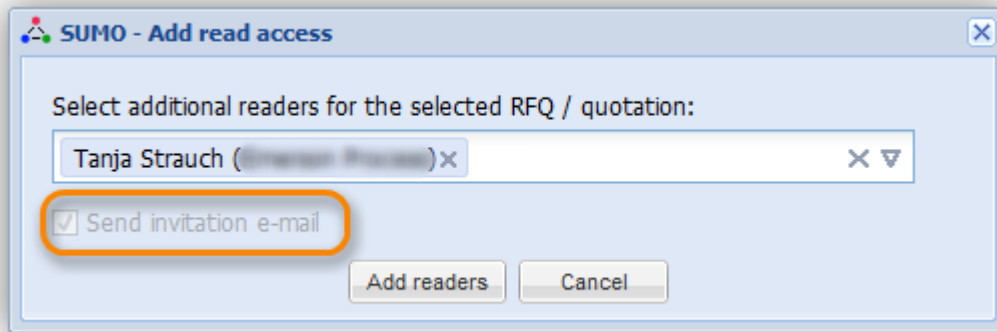 SUMO - Add read access
Select additional readers for the selected RFQ / quotation:
Tanja Strauch ( )
Send invitation e-mail
Add readers Cancel